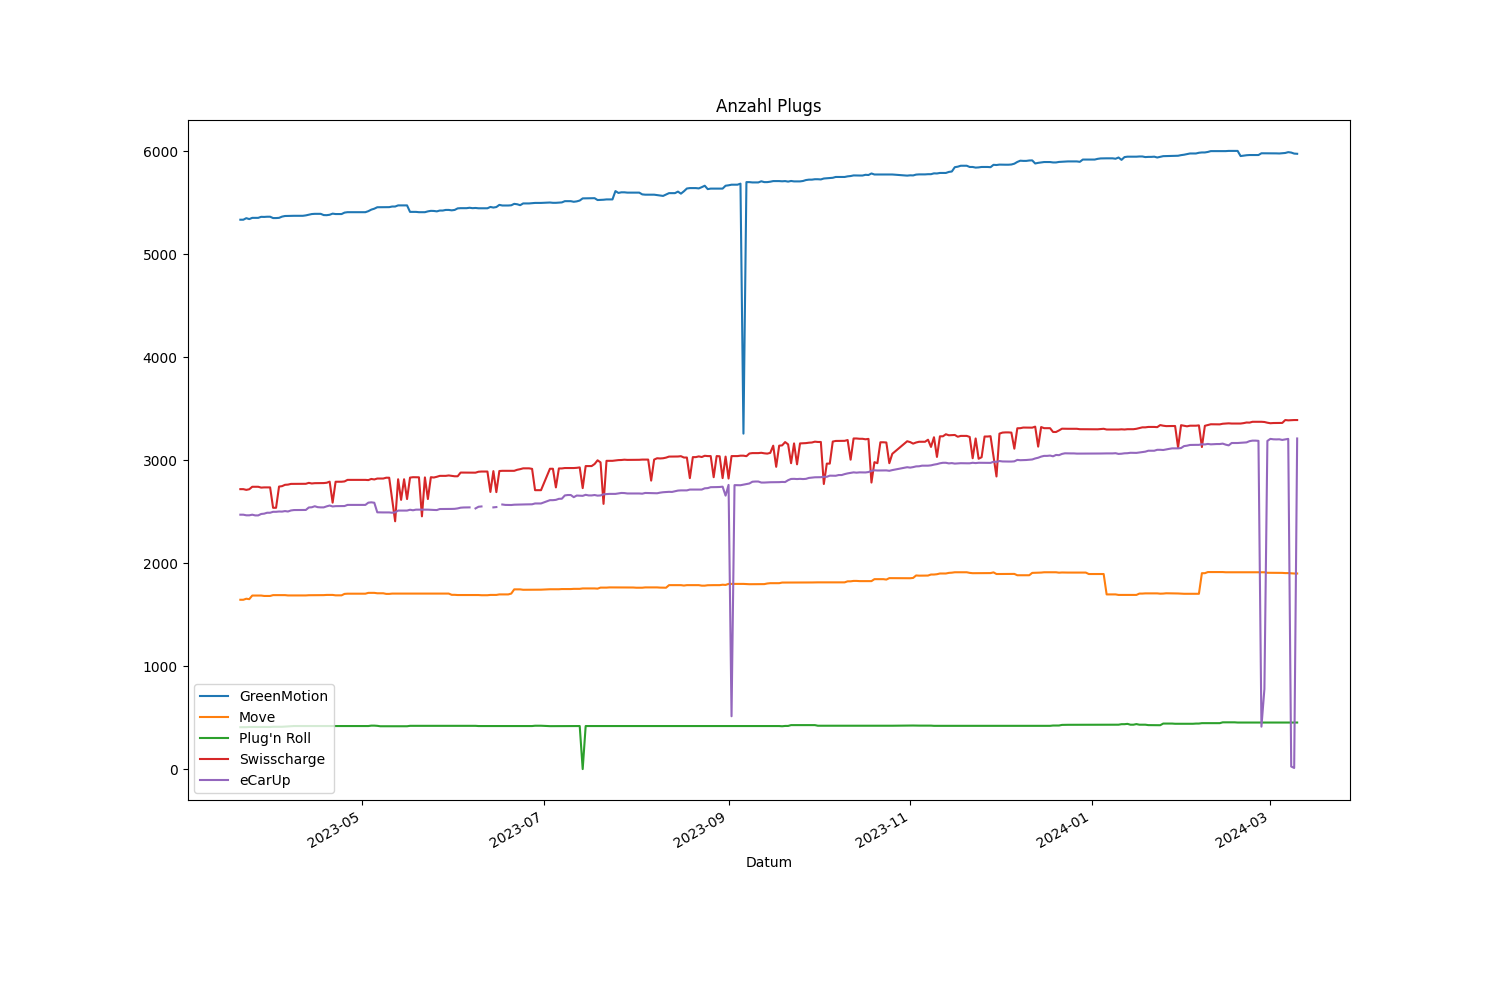 Anzahl Plugs
6000
5000
4000
3000
2000
1000
0
GreenMotion
Move
Plug'n Roll
Swisscharge
eCarUp
2023-05
2023-07
2023-09
2023-11
2024-01
2024-03
Datum